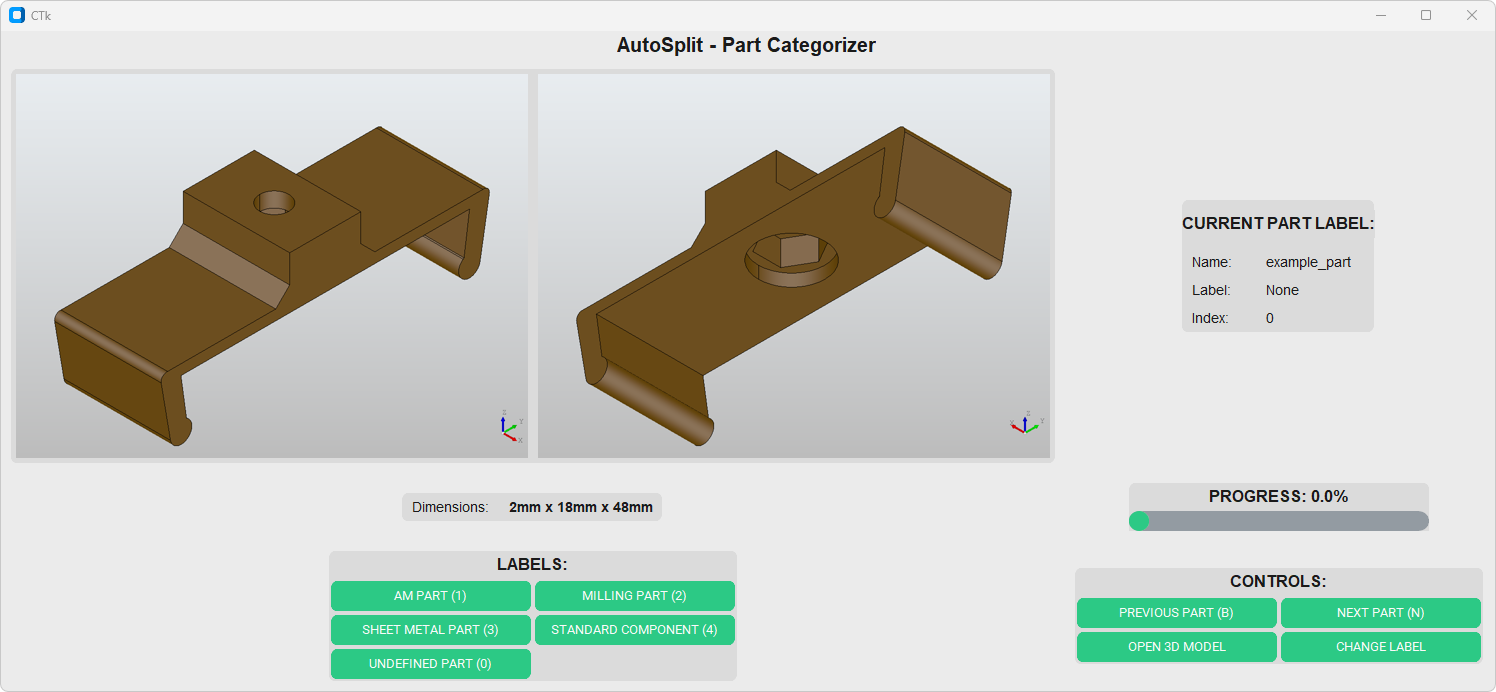 CTk
AutoSplit - Part Categorizer
CURRENT PART LABEL:
Name: example_part
Label: None
Index: 0
Z
Y
X
Z
Y
X
Dimensions: 2mm x 18mm x 48mm
PROGRESS: 0.0%
LABELS:
AM PART (1) MILLING PART (2)
SHEET METAL PART (3) STANDARD COMPONENT (4)
UNDEFINED PART (0)
CONTROLS:
PREVIOUS PART (B) NEXT PART (N)
OPEN 3D MODEL CHANGE LABEL